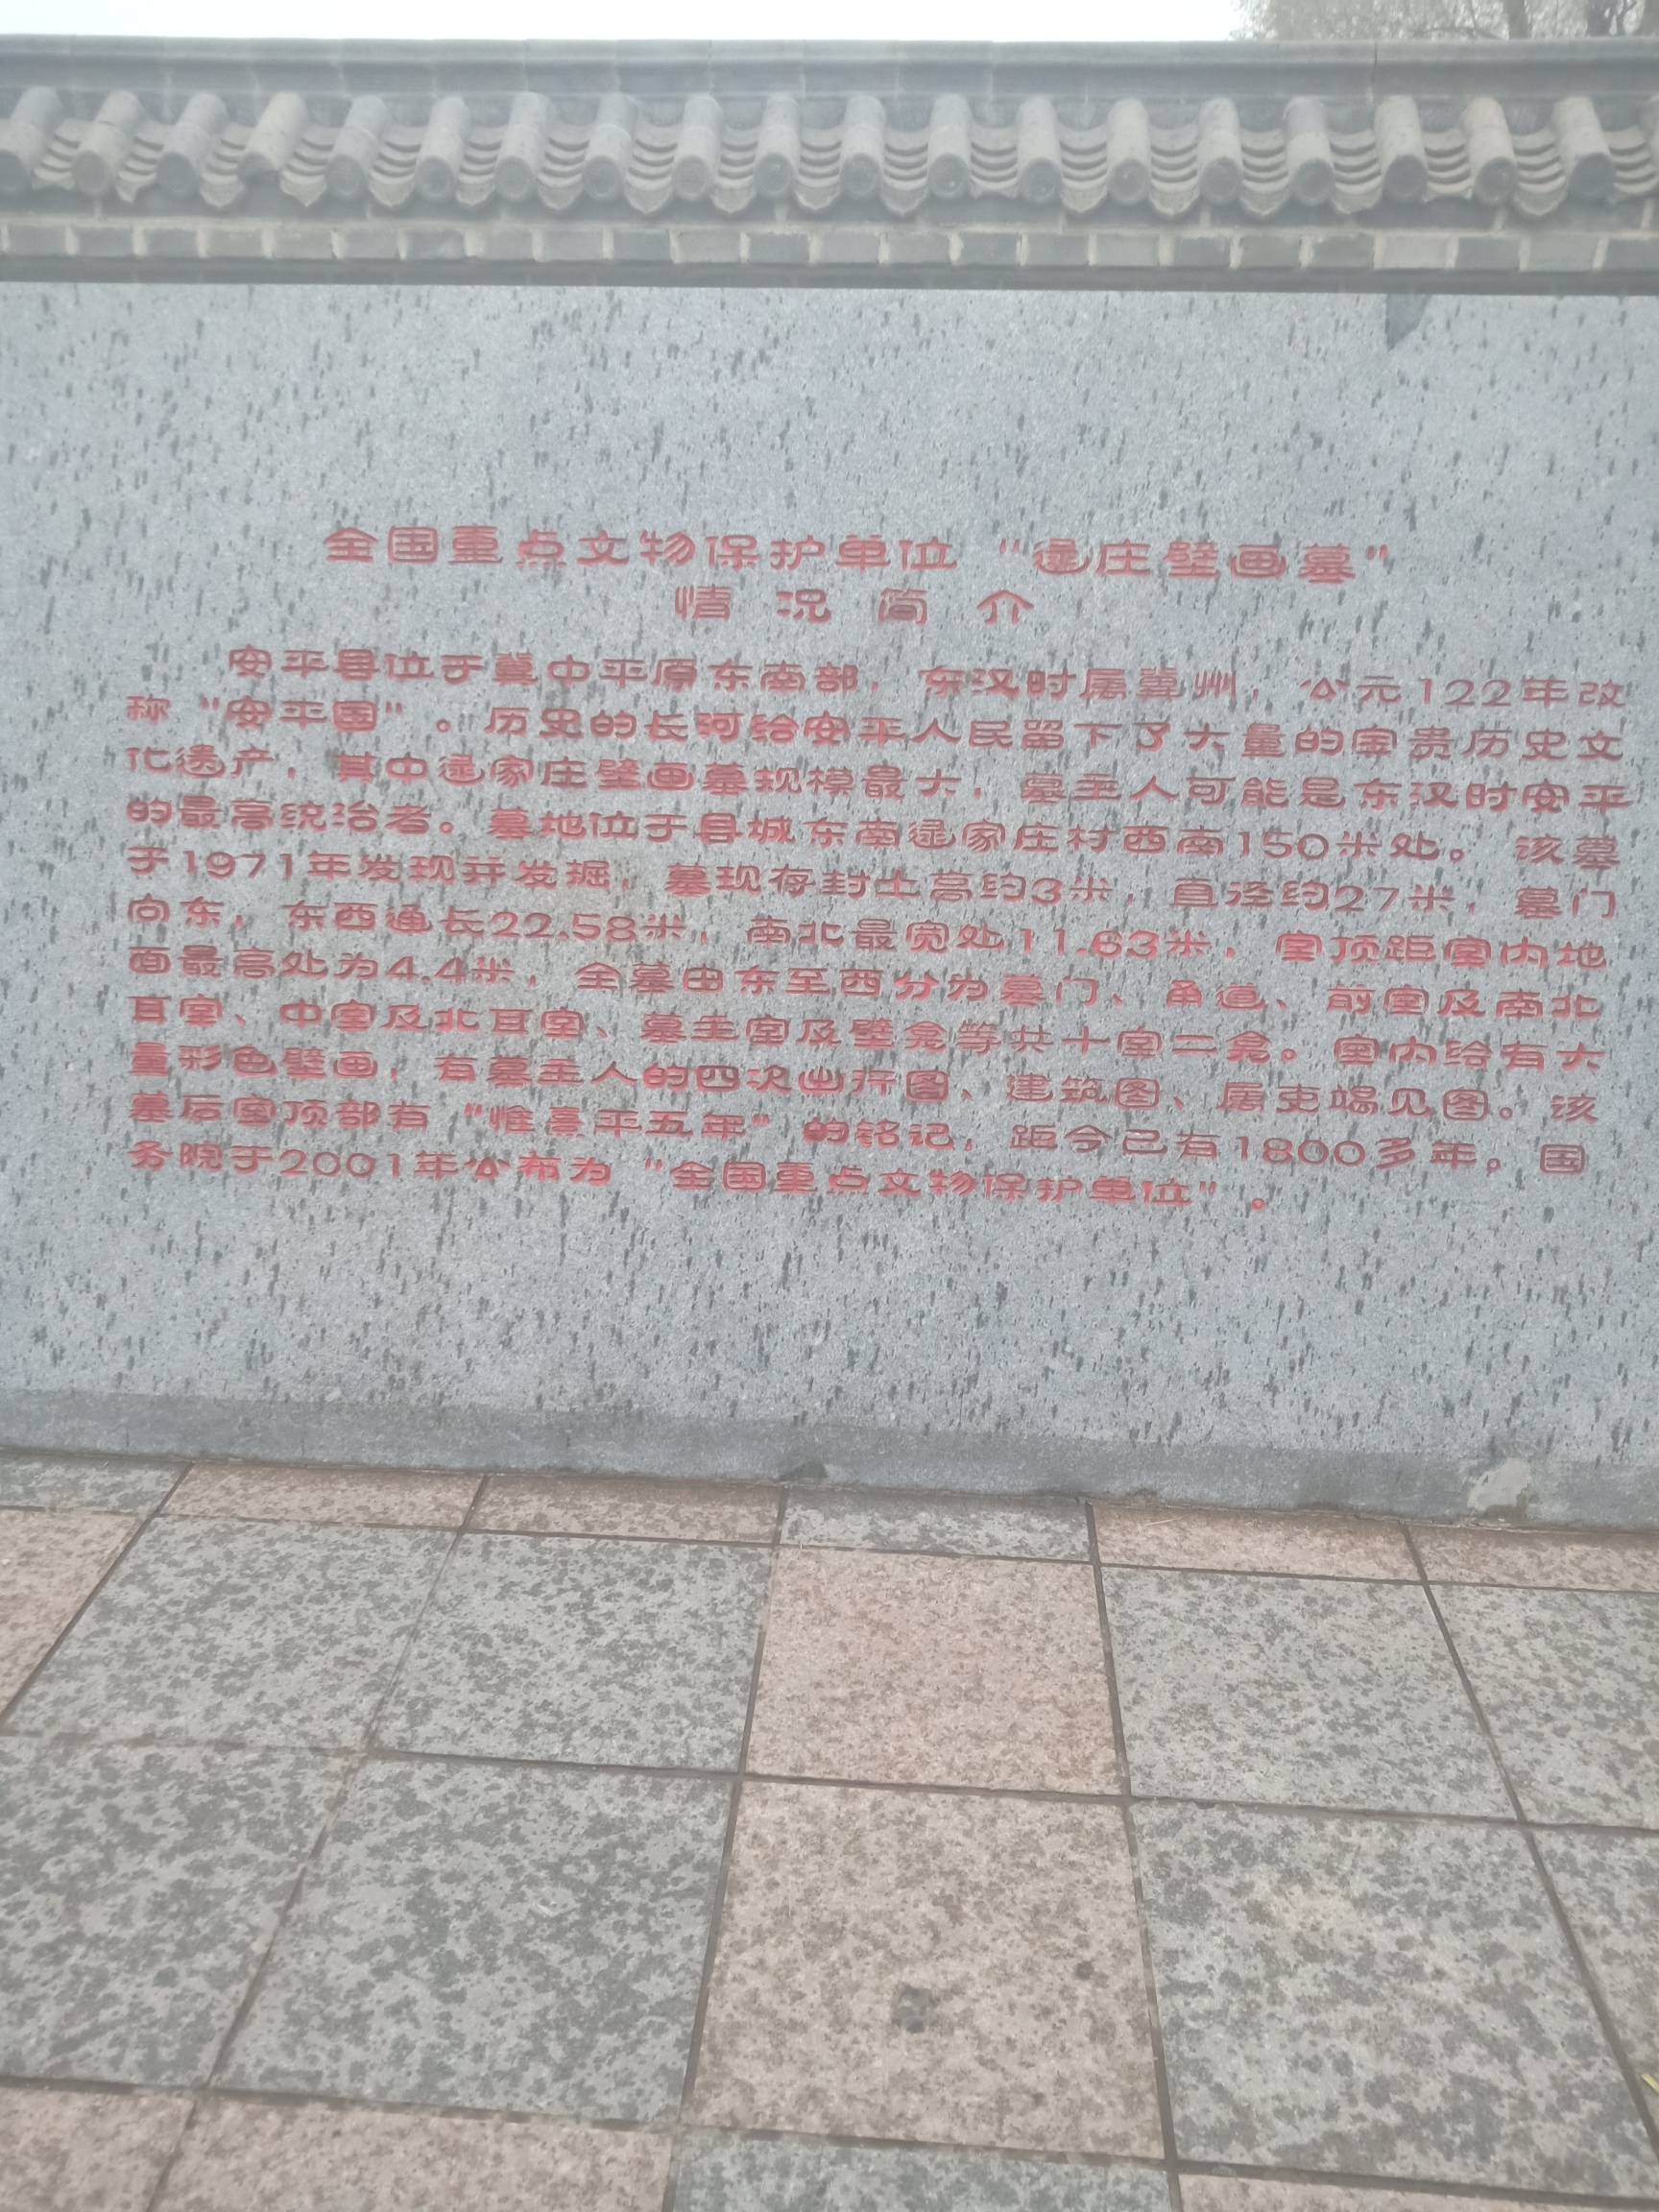 全国重点文物保护单位“逯庄壁画墓”
情况简介
安平县位于冀中平原东南部，东汉时属冀州，公元122年改
称“安平国”。历史的长河给安平人民留下了大量的宝贵历史文
化遗产，其中逯家庄壁画墓规模最大，墓主人可能是东汉时安平
的最高统治者。墓地位于县城东南逯家庄村西南150米处。该墓
于1971年发现并发掘，墓现存封土高约3米，直径约27米，墓门
向东，东西通长22.58米，南北最宽处11.63米，室顶距室内地
面最高处为4.4米，全墓由东至西分为墓门、甬道、前室及南北
耳室、中室及北耳室、墓主室及壁龛等共十室二龛。室内绘有大
量彩色壁画，有墓主人的四次出行图、建筑图、属吏谒见图。该
墓后室顶部有“惟熹平五年”的铭记，距今已有1800多年。国
务院于2001年公布为“全国重点文物保护单位”。